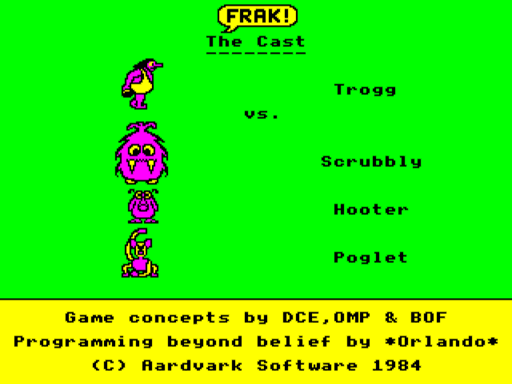 FRAK!
The Cast
Trogg
vs.
Scrubbly
Hooter
Poglet
Game concepts by DCE,OMP & BOF
Programming beyond belief by *Orlando*
(C) Aardvark Software 1984